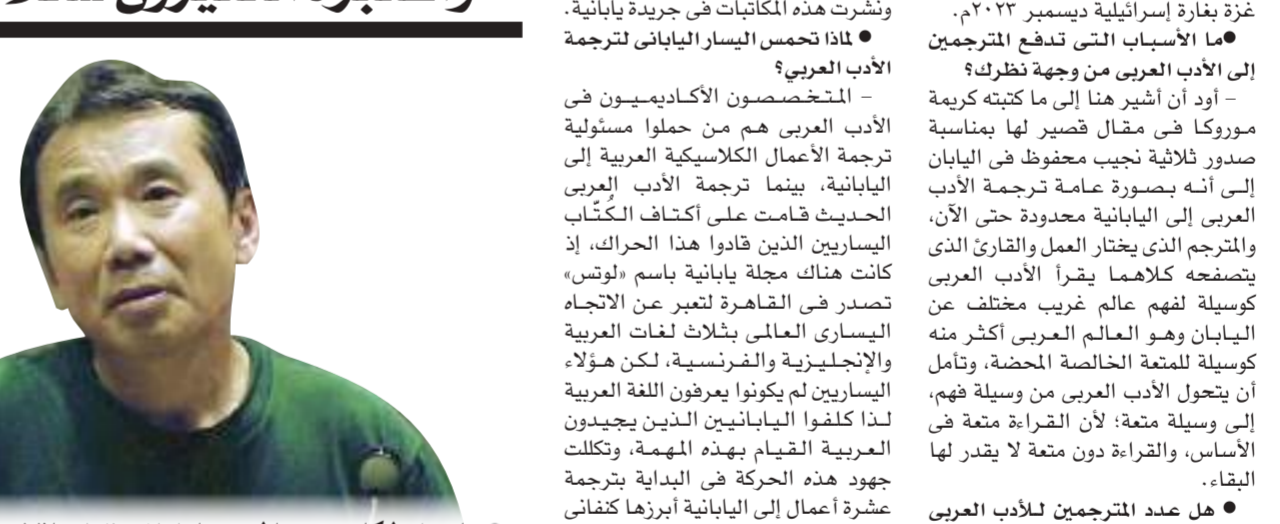 غزة بغارة إسرائيلية ديسمبر ٢٠٢٣م.
●ما الأسباب التى تدفع المترجمين
إلى الأدب العربى من وجهة نظرك؟
– أود أن أشير هنا إلى ما كتبته كريمة
موروكا فى مقال قصير لها بمناسبة
صدور ثلاثية نجيب محفوظ فى اليابان
إلى أنه بصورة عامة ترجمة الأدب
العربى إلى اليابانية محدودة حتى الآن،
والمترجم الذى يختار العمل والقارئ الذى
يتصفحه كلاهما يقرأ الأدب العربى
كوسيلة لفهم عالم غريب مختلف عن
اليابان وهو العالم العربى أكثر منه
كوسيلة للمتعة الخالصة المحضة، وتأمل
أن يتحول الأدب العربى من وسيلة فهم،
إلى وسيلة متعة؛ لأن القراءة متعة فى
الأساس، والقراءة دون متعة لا يقدر لها
البقاء.
● هل عدد المترجمين للأدب العربى
ونشرت هذه المكاتبات فى جريدة يابانية.
● لماذا تحمس اليسار اليابانى لترجمة
الأدب العربي؟
– المتخصصون الأكاديميون فى
الأدب العربى هم من حملوا مسئولية
ترجمة الأعمال الكلاسيكية العربية إلى
اليابانية، بينما ترجمة الأدب العربى
الحديث قامت على أكتاف الكُتّاب
اليساريين الذين قادوا هذا الحراك، إذ
كانت هناك مجلة يابانية باسم «لوتس»
تصدر فى القاهرة لتعبر عن الاتجاه
اليسارى العالمى بثلاث لغات العربية
والإنجليزية والفرنسية، لكن هؤلاء
اليساريين لم يكونوا يعرفون اللغة العربية
لذا كلفوا اليابانيين الذين يجيدون
العربية القيام بهذه المهمة، وتكللت
جهود هذه الحركة فى البداية بترجمة
عشرة أعمال إلى اليابانية أبرزها كنفانى